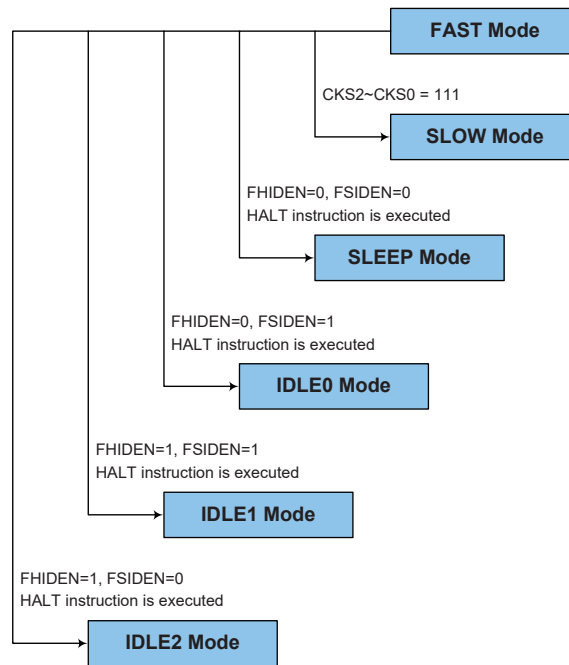 FAST Mode
CKS2~CKS0 = 111
SLOW Mode
FHIDEN=0, FSIDEN=0
HALT instruction is executed
SLEEP Mode
FHIDEN=0, FSIDEN=1
HALT instruction is executed
IDLE0 Mode
FHIDEN=1, FSIDEN=1
HALT instruction is executed
IDLE1 Mode
FHIDEN=1, FSIDEN=0
HALT instruction is executed
IDLE2 Mode